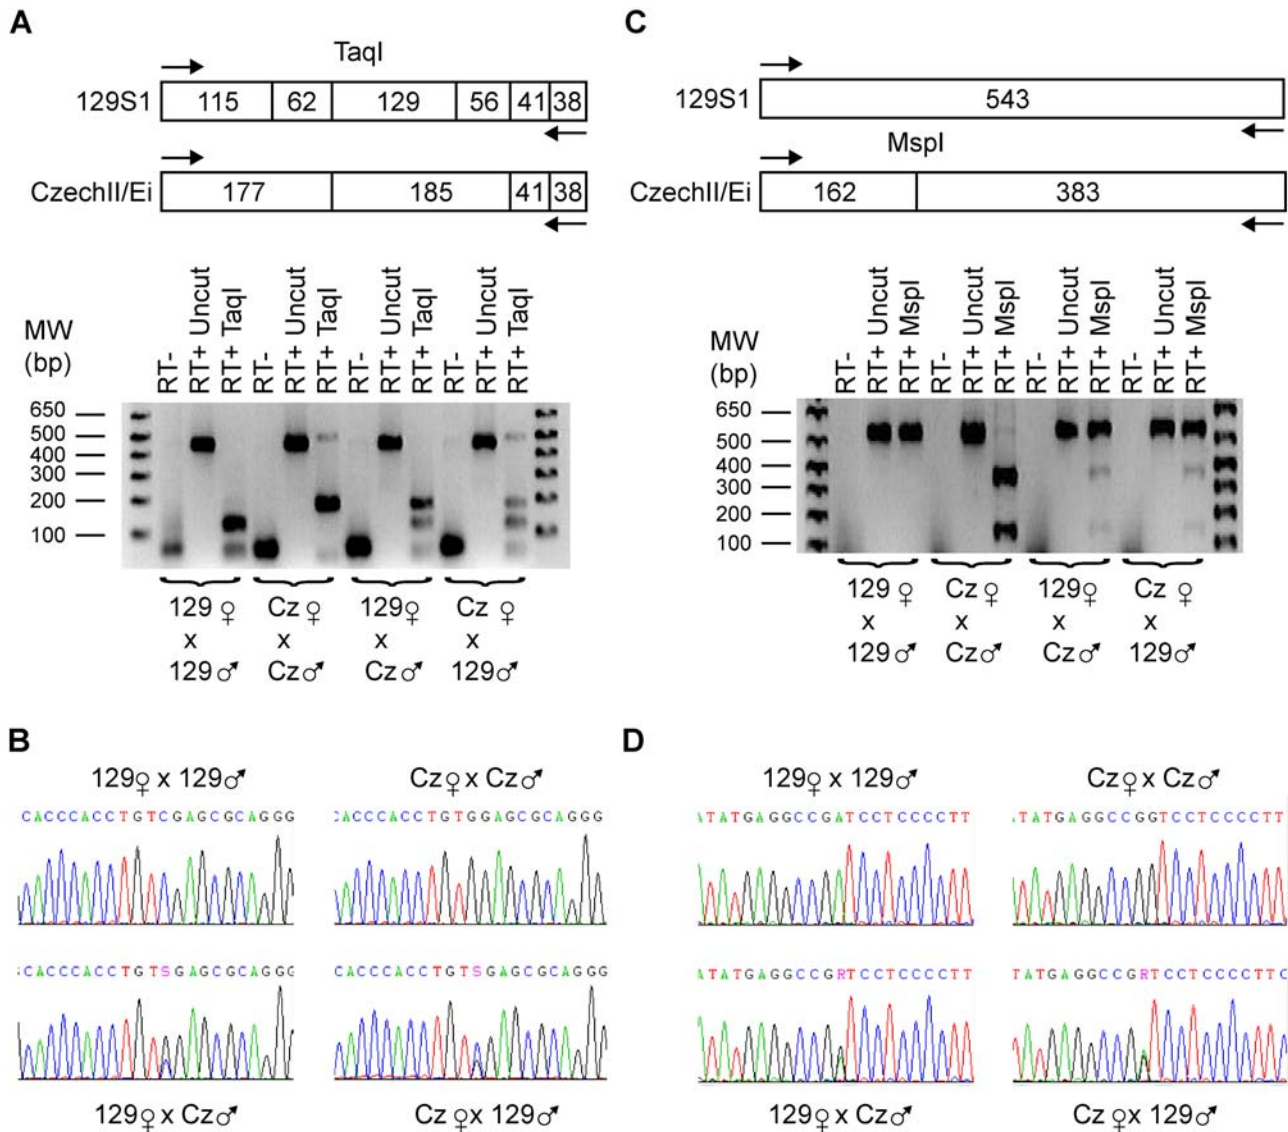 A
TaqI
129S1 115 62 129 56 41 38
CzechII/Ei 177 185 41 38
MW
(bp)
RT-
RT+ Uncut
RT+ TaqI
RT-
RT+ Uncut
RT+ TaqI
RT-
RT+ Uncut
RT+ TaqI
RT-
RT+ Uncut
RT+ TaqI
650
500
400
300
200
100
129♀ Cz♀ 129♀ Cz♀
x x x x
129♂ Cz♂ Cz♂ 129♂
C
129S1 543
MspI
CzechII/Ei 162 383
MW
(bp)
RT-
RT+ Uncut
RT+ MspI
RT-
RT+ Uncut
RT+ MspI
RT-
RT+ Uncut
RT+ MspI
RT-
RT+ Uncut
RT+ MspI
650
500
400
300
200
100
129♀ Cz♀ 129♀ Cz♀
x x x x
129♂ Cz♂ Cz♂ 129♂
B
129♀ x 129♂ Cz♀ x Cz♂
CACCCACCTGTCGAGCGCAGGG CACCCACCTGTGGAGCGCAGGG
CACCCACCTGTSGAGCGCAGGG CACCCACCTGTSGAGCGCAGGG
129♀ x Cz♂ Cz♀ x 129♂
D
129♀ x 129♂ Cz♀ x Cz♂
ATATGAGGCCGATCCTCCCCTT TATGAGGCCGGTCCTCCCCTT
ATATGAGGCCGRTCCTCCCCTT TATGAGGCCGRTCCTCCCCTTC
129♀ x Cz♂ Cz♀ x 129♂